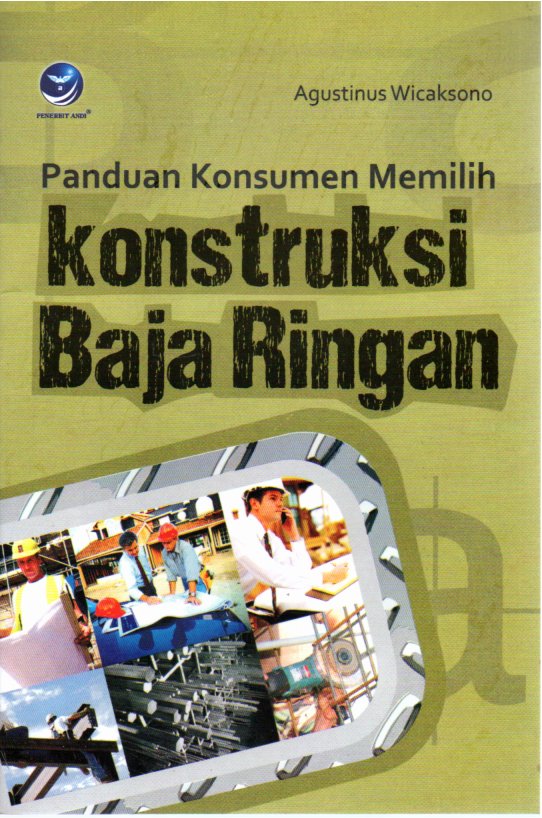 a
PENERBIT ANDI®
Agustinus Wicaksono
Panduan Konsumen Memilih
Konstruksi
Baja Ringan
a